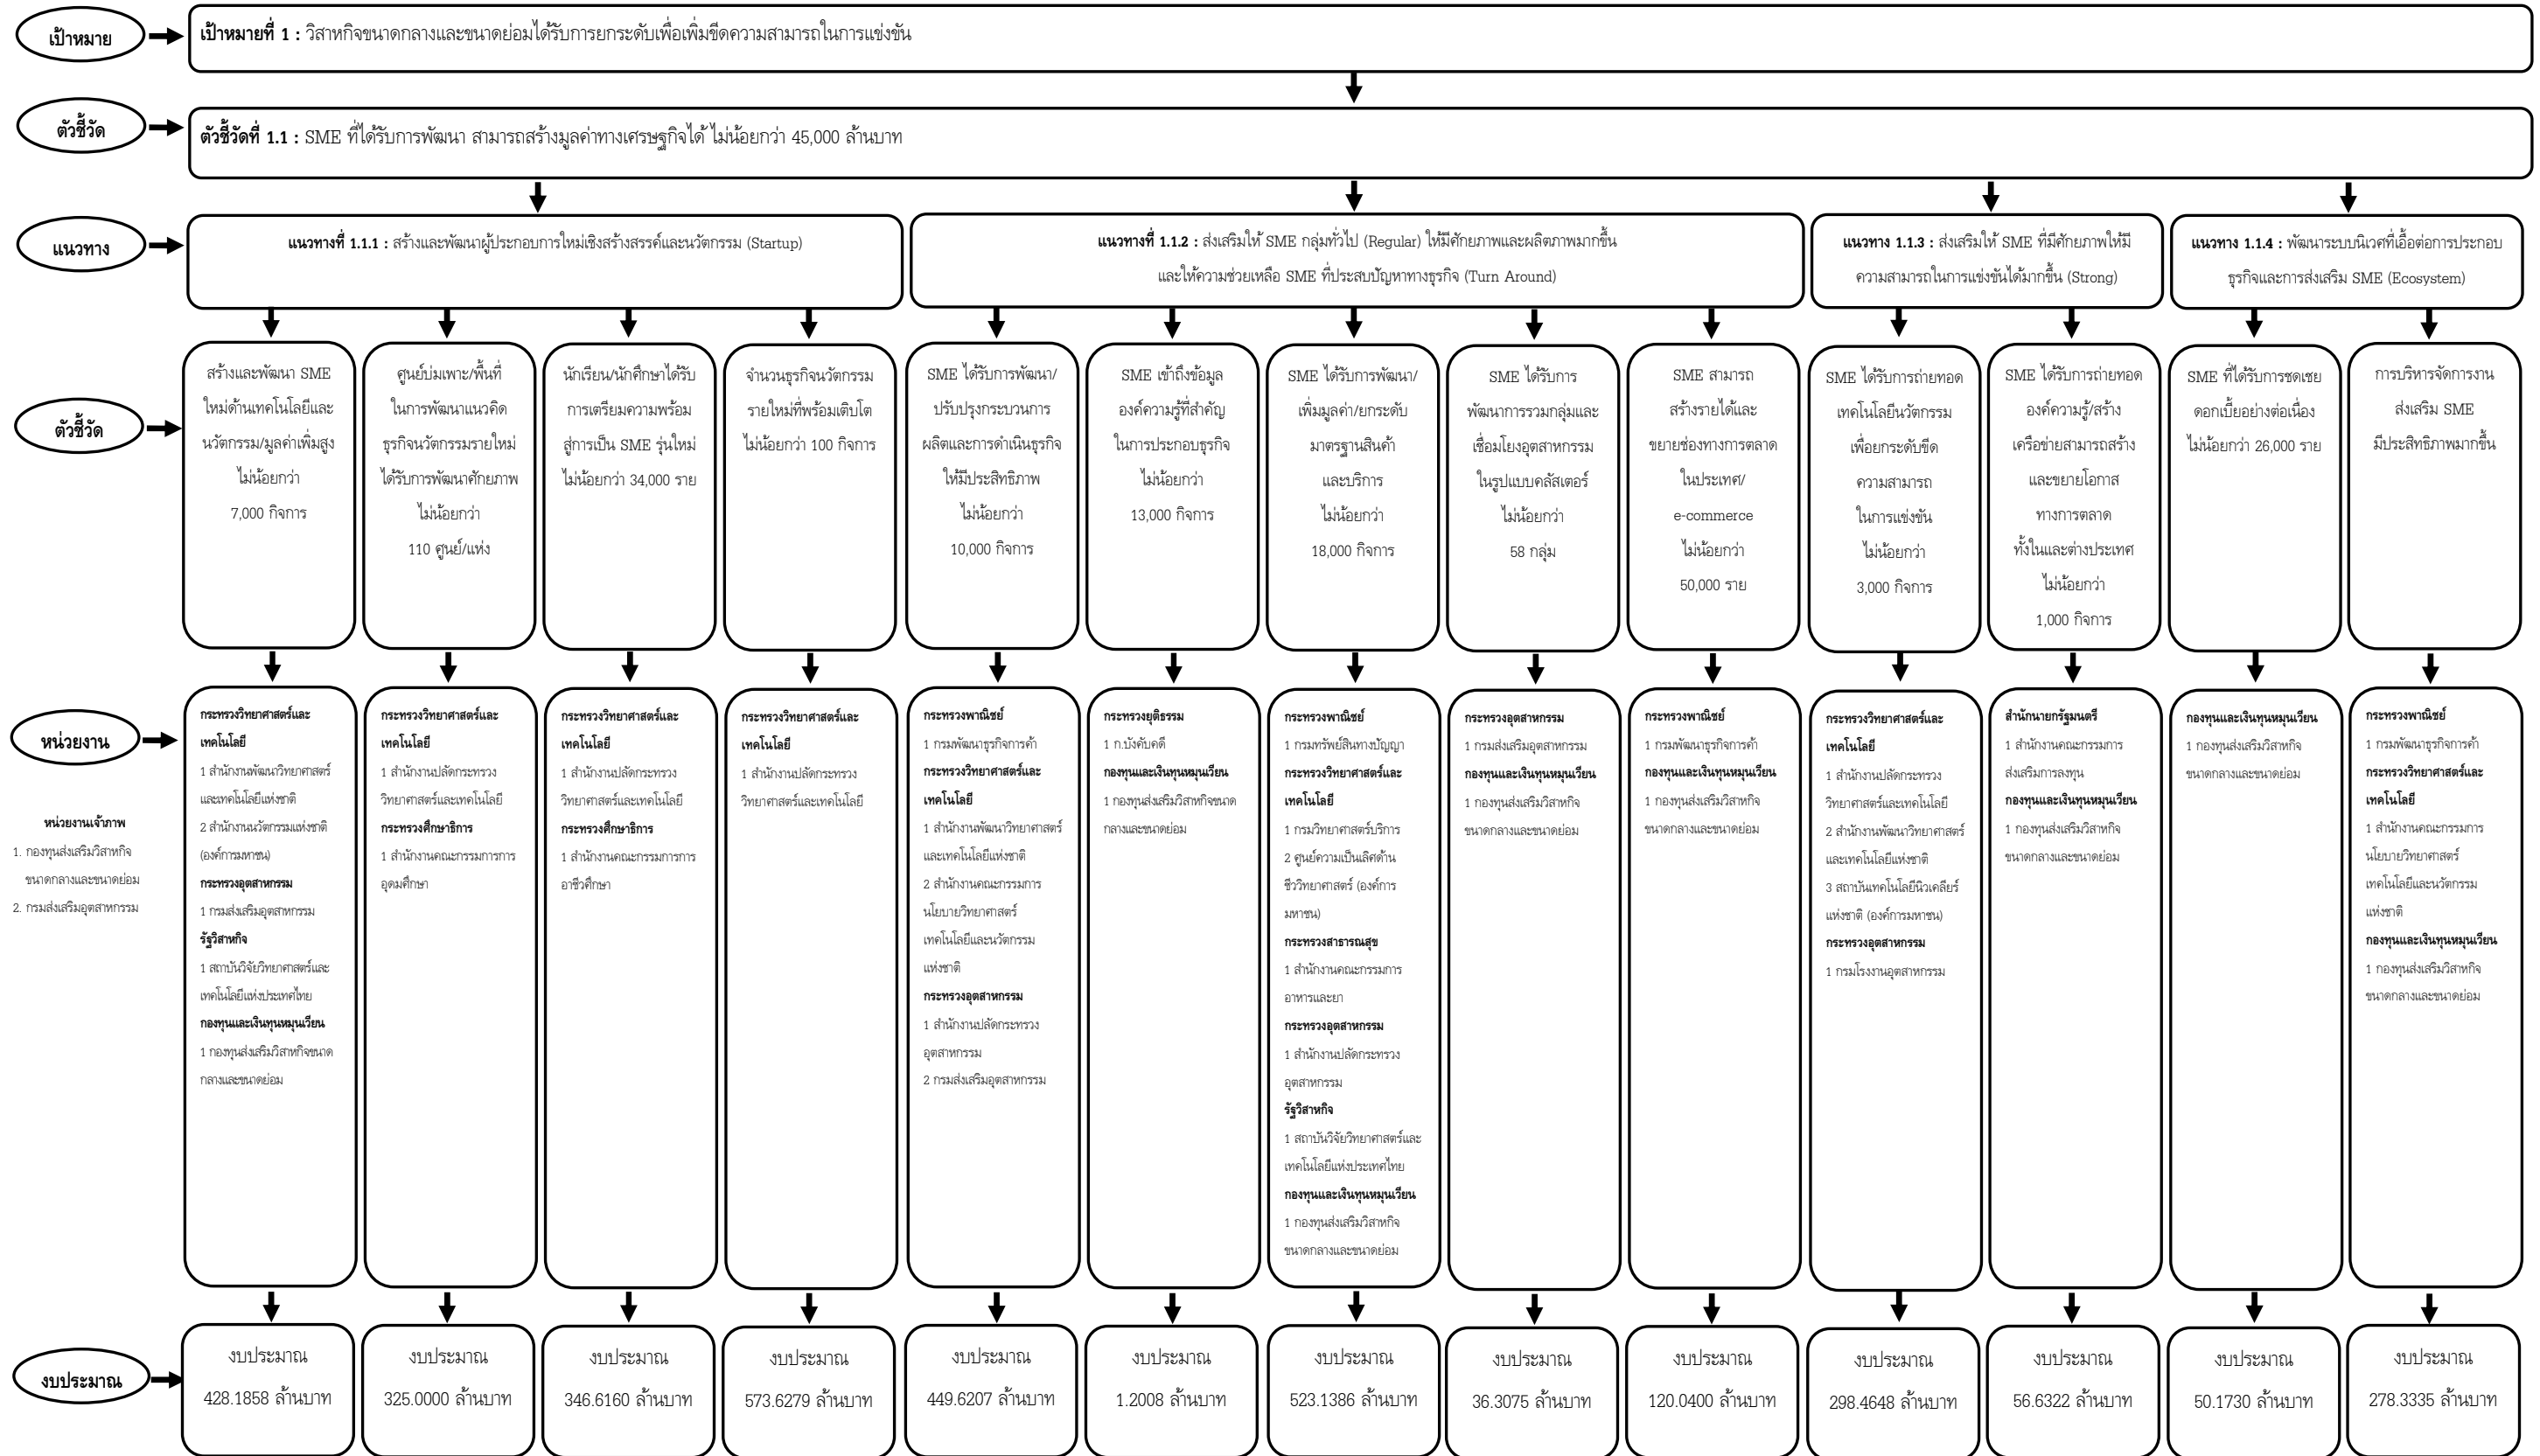 เป้าหมาย
เป้าหมายที่ 1 : วิสาหกิจขนาดกลางและขนาดย่อมได้รับการยกระดับเพื่อเพิ่มขีดความสามารถในการแข่งขัน
ตัวชี้วัด
ตัวชี้วัดที่ 1.1 : SME ที่ได้รับการพัฒนา สามารถสร้างมูลค่าทางเศรษฐกิจได้ ไม่น้อยกว่า 45,000 ล้านบาท
แนวทาง
แนวทางที่ 1.1.1 : สร้างและพัฒนาผู้ประกอบการใหม่เชิงสร้างสรรค์และนวัตกรรม (Startup)
แนวทางที่ 1.1.2 : ส่งเสริมให้ SME กลุ่มทั่วไป (Regular) ให้มีศักยภาพและผลิตภาพมากขึ้น
และให้ความช่วยเหลือ SME ที่ประสบปัญหาทางธุรกิจ (Turn Around)
แนวทาง 1.1.3 : ส่งเสริมให้ SME ที่มีศักยภาพให้มี
ความสามารถในการแข่งขันได้มากขึ้น (Strong)
แนวทาง 1.1.4 : พัฒนาระบบนิเวศที่เอื้อต่อการประกอบ
ธุรกิจและการส่งเสริม SME (Ecosystem)
ตัวชี้วัด
สร้างและพัฒนา SME
ใหม่ด้านเทคโนโลยีและ
นวัตกรรม/มูลค่าเพิ่มสูง
ไม่น้อยกว่า
7,000 กิจการ
ศูนย์บ่มเพาะ/พื้นที่
ในการพัฒนาแนวคิด
ธุรกิจนวัตกรรมรายใหม่
ได้รับการพัฒนาศักยภาพ
ไม่น้อยกว่า
110 ศูนย์/แห่ง
นักเรียน/นักศึกษาได้รับ
การเตรียมความพร้อม
สู่การเป็น SME รุ่นใหม่
ไม่น้อยกว่า 34,000 ราย
จำนวนธุรกิจนวัตกรรม
รายใหม่ที่พร้อมเติบโต
ไม่น้อยกว่า 100 กิจการ
SME ได้รับการพัฒนา/
ปรับปรุงกระบวนการ
ผลิตและการดำเนินธุรกิจ
ให้มีประสิทธิภาพ
ไม่น้อยกว่า
10,000 กิจการ
SME เข้าถึงข้อมูล
องค์ความรู้ที่สำคัญ
ในการประกอบธุรกิจ
ไม่น้อยกว่า
13,000 กิจการ
SME ได้รับการพัฒนา/
เพิ่มมูลค่า/ยกระดับ
มาตรฐานสินค้า
และบริการ
ไม่น้อยกว่า
18,000 กิจการ
SME ได้รับการ
พัฒนาการรวมกลุ่มและ
เชื่อมโยงอุตสาหกรรม
ในรูปแบบคลัสเตอร์
ไม่น้อยกว่า
58 กลุ่ม
SME สามารถ
สร้างรายได้และ
ขยายช่องทางการตลาด
ในประเทศ/
e-commerce
ไม่น้อยกว่า
50,000 ราย
SME ได้รับการถ่ายทอด
เทคโนโลยีนวัตกรรม
เพื่อยกระดับขีด
ความสามารถ
ในการแข่งขัน
ไม่น้อยกว่า
3,000 กิจการ
SME ได้รับการถ่ายทอด
องค์ความรู้/สร้าง
เครือข่ายสามารถสร้าง
และขยายโอกาส
ทางการตลาด
ทั้งในและต่างประเทศ
ไม่น้อยกว่า
1,000 กิจการ
SME ที่ได้รับการชดเชย
ดอกเบี้ยอย่างต่อเนื่อง
ไม่น้อยกว่า 26,000 ราย
การบริหารจัดการงาน
ส่งเสริม SME
มีประสิทธิภาพมากขึ้น
หน่วยงาน
หน่วยงานเจ้าภาพ
1. กองทุนส่งเสริมวิสาหกิจ
ขนาดกลางและขนาดย่อม
2. กรมส่งเสริมอุตสาหกรรม
กระทรวงวิทยาศาสตร์และ
เทคโนโลยี
1 สำนักงานพัฒนาวิทยาศาสตร์
และเทคโนโลยีแห่งชาติ
2 สำนักงานนวัตกรรมแห่งชาติ
(องค์การมหาชน)
กระทรวงอุตสาหกรรม
1 กรมส่งเสริมอุตสาหกรรม
รัฐวิสาหกิจ
1 สถาบันวิจัยวิทยาศาสตร์และ
เทคโนโลยีแห่งประเทศไทย
กองทุนและเงินทุนหมุนเวียน
1 กองทุนส่งเสริมวิสาหกิจขนาด
กลางและขนาดย่อม
กระทรวงวิทยาศาสตร์และ
เทคโนโลยี
1 สำนักงานปลัดกระทรวง
วิทยาศาสตร์และเทคโนโลยี
กระทรวงศึกษาธิการ
1 สำนักงานคณะกรรมการการ
อุดมศึกษา
กระทรวงวิทยาศาสตร์และ
เทคโนโลยี
1 สำนักงานปลัดกระทรวง
วิทยาศาสตร์และเทคโนโลยี
กระทรวงศึกษาธิการ
1 สำนักงานคณะกรรมการการ
อาชีวศึกษา
กระทรวงวิทยาศาสตร์และ
เทคโนโลยี
1 สำนักงานปลัดกระทรวง
วิทยาศาสตร์และเทคโนโลยี
กระทรวงพาณิชย์
1 กรมพัฒนาธุรกิจการค้า
กระทรวงวิทยาศาสตร์และ
เทคโนโลยี
1 สำนักงานพัฒนาวิทยาศาสตร์
และเทคโนโลยีแห่งชาติ
2 สำนักงานคณะกรรมการ
นโยบายวิทยาศาสตร์
เทคโนโลยีและนวัตกรรม
แห่งชาติ
กระทรวงอุตสาหกรรม
1 สำนักงานปลัดกระทรวง
อุตสาหกรรม
2 กรมส่งเสริมอุตสาหกรรม
กระทรวงยุติธรรม
1 ก.บังคับคดี
กองทุนและเงินทุนหมุนเวียน
1 กองทุนส่งเสริมวิสาหกิจขนาด
กลางและขนาดย่อม
กระทรวงพาณิชย์
1 กรมทรัพย์สินทางปัญญา
กระทรวงวิทยาศาสตร์และ
เทคโนโลยี
1 กรมวิทยาศาสตร์บริการ
2 ศูนย์ความเป็นเลิศด้าน
ชีววิทยาศาสตร์ (องค์การ
มหาชน)
กระทรวงสาธารณสุข
1 สำนักงานคณะกรรมการ
อาหารและยา
กระทรวงอุตสาหกรรม
1 สำนักงานปลัดกระทรวง
อุตสาหกรรม
รัฐวิสาหกิจ
1 สถาบันวิจัยวิทยาศาสตร์และ
เทคโนโลยีแห่งประเทศไทย
กองทุนและเงินทุนหมุนเวียน
1 กองทุนส่งเสริมวิสาหกิจ
ขนาดกลางและขนาดย่อม
กระทรวงอุตสาหกรรม
1 กรมส่งเสริมอุตสาหกรรม
กองทุนและเงินทุนหมุนเวียน
1 กองทุนส่งเสริมวิสาหกิจ
ขนาดกลางและขนาดย่อม
กระทรวงพาณิชย์
1 กรมพัฒนาธุรกิจการค้า
กองทุนและเงินทุนหมุนเวียน
1 กองทุนส่งเสริมวิสาหกิจ
ขนาดกลางและขนาดย่อม
กระทรวงวิทยาศาสตร์และ
เทคโนโลยี
1 สำนักงานปลัดกระทรวง
วิทยาศาสตร์และเทคโนโลยี
2 สำนักงานพัฒนาวิทยาศาสตร์
และเทคโนโลยีแห่งชาติ
3 สถาบันเทคโนโลยีนิวเคลียร์
แห่งชาติ (องค์การมหาชน)
กระทรวงอุตสาหกรรม
1 กรมโรงงานอุตสาหกรรม
สำนักนายกรัฐมนตรี
1 สำนักงานคณะกรรมการ
ส่งเสริมการลงทุน
กองทุนและเงินทุนหมุนเวียน
1 กองทุนส่งเสริมวิสาหกิจ
ขนาดกลางและขนาดย่อม
กองทุนและเงินทุนหมุนเวียน
1 กองทุนส่งเสริมวิสาหกิจ
ขนาดกลางและขนาดย่อม
กระทรวงพาณิชย์
1 กรมพัฒนาธุรกิจการค้า
กระทรวงวิทยาศาสตร์และ
เทคโนโลยี
1 สำนักงานคณะกรรมการ
นโยบายวิทยาศาสตร์
เทคโนโลยีและนวัตกรรม
แห่งชาติ
กองทุนและเงินทุนหมุนเวียน
1 กองทุนส่งเสริมวิสาหกิจ
ขนาดกลางและขนาดย่อม
งบประมาณ
งบประมาณ
428.1858 ล้านบาท
งบประมาณ
325.0000 ล้านบาท
งบประมาณ
346.6160 ล้านบาท
งบประมาณ
573.6279 ล้านบาท
งบประมาณ
449.6207 ล้านบาท
งบประมาณ
1.2008 ล้านบาท
งบประมาณ
523.1386 ล้านบาท
งบประมาณ
36.3075 ล้านบาท
งบประมาณ
120.0400 ล้านบาท
งบประมาณ
298.4648 ล้านบาท
งบประมาณ
56.6322 ล้านบาท
งบประมาณ
50.1730 ล้านบาท
งบประมาณ
278.3335 ล้านบาท